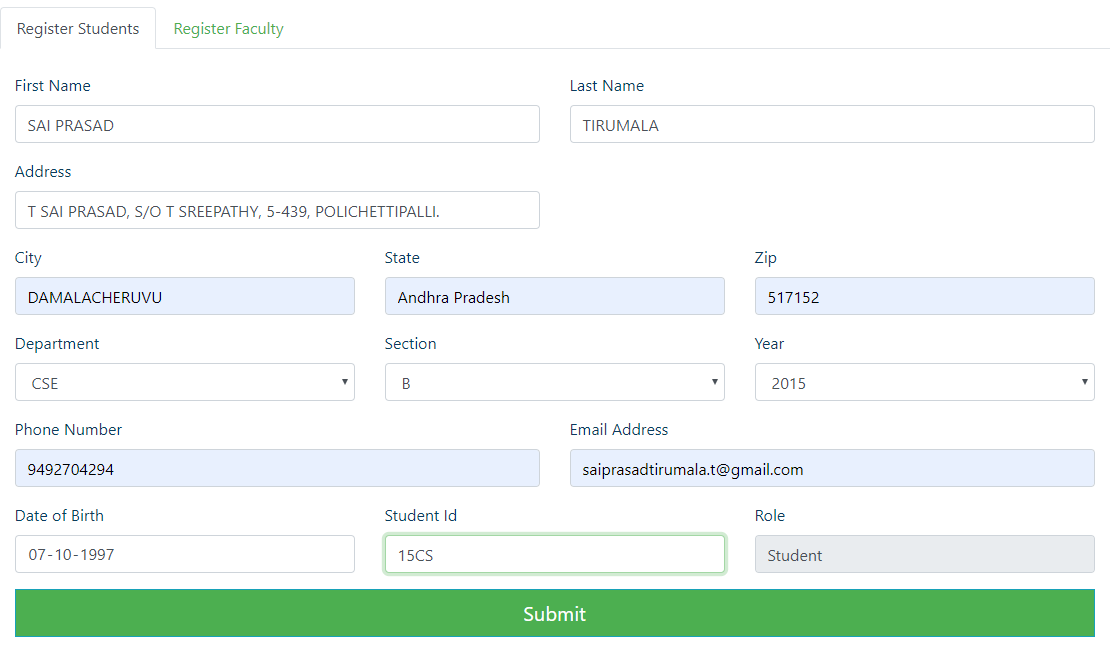 Register Students Register Faculty
First Name Last Name
SAI PRASAD TIRUMALA
Address
T SAI PRASAD, S/O T SREEPATHY, 5-439, POLICHETTIPALLI.
City State Zip
DAMALACHERUVU Andhra Pradesh 517152
Department Section Year
CSE B 2015
Phone Number Email Address
9492704294 saiprasadtirumala.t@gmail.com
Date of Birth Student Id Role
07-10-1997 15CS Student
Submit